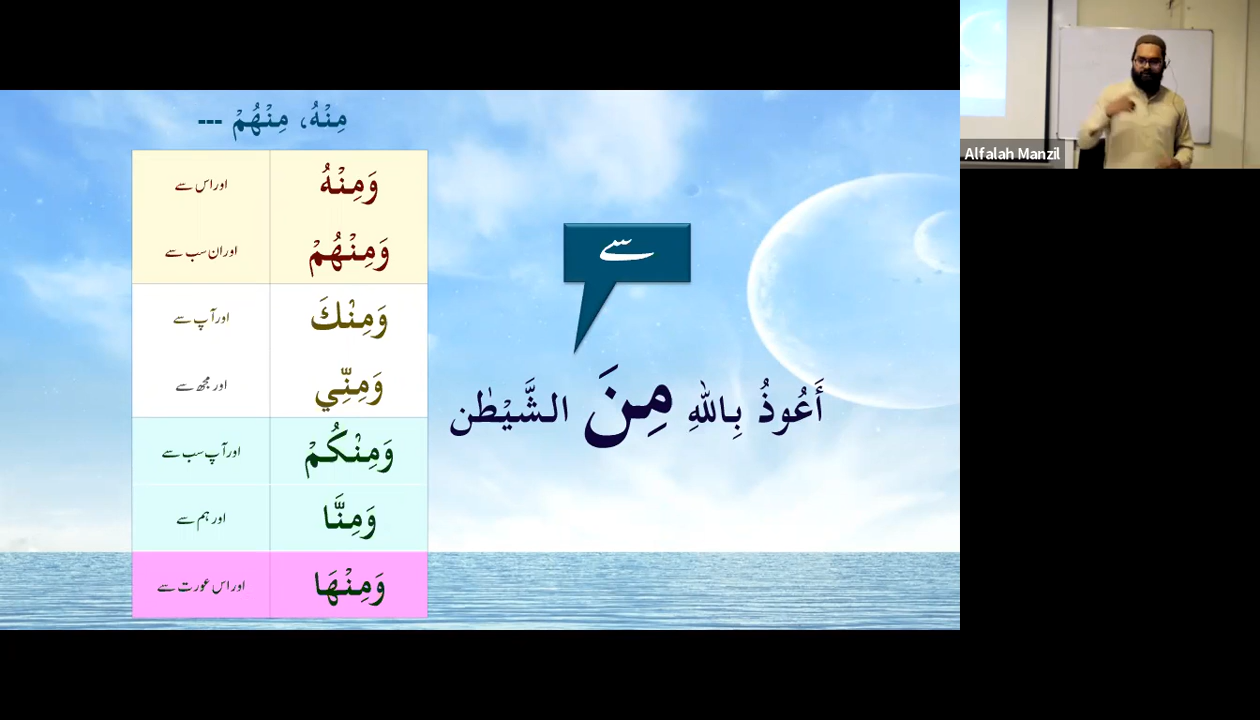 مِنْهُ، مِنْهُمْ ---
وَمِنْهُ اور اس سے
وَمِنْهُمْ اور ان سب سے
وَمِنْكَ اور آپ سے
وَمِنِّي اور مجھ سے
وَمِنْكُمْ اور آپ سب سے
وَمِنَّا اور ہم سے
وَمِنْهَا اور اس عورت سے
سے
أَعُوذُ بِاللّٰهِ مِنَ الشَّيْطٰن
Alfalah Manzil